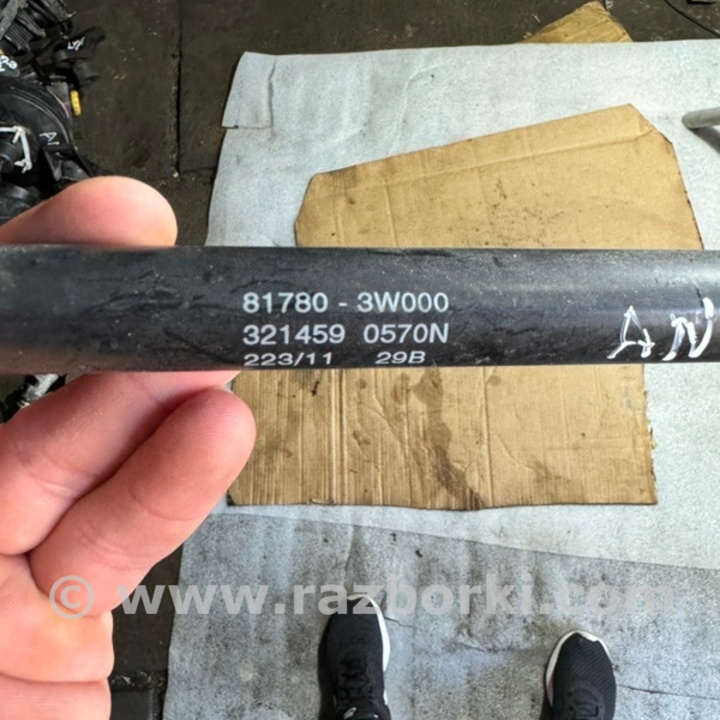 81780 - 3W000
321459 0570N
223/11 29B
© www.razborki.com